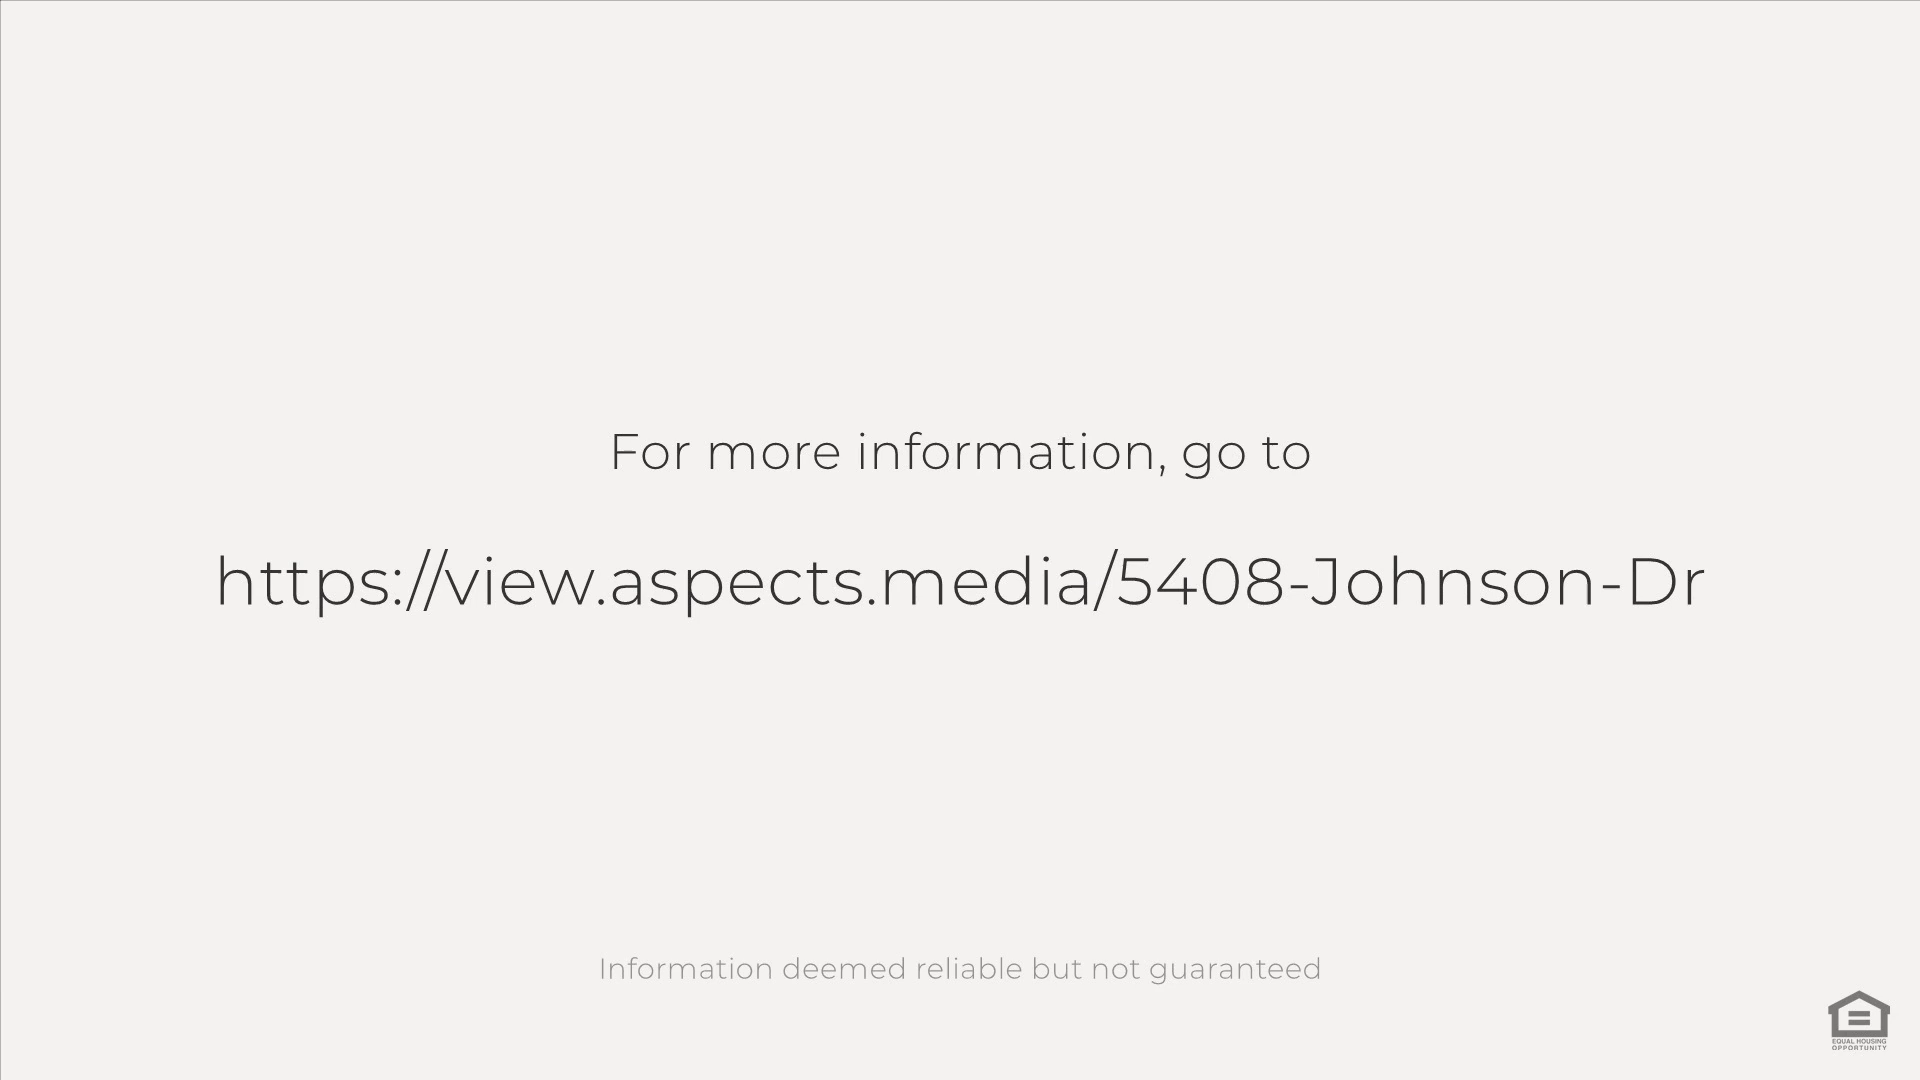 For more information, go to
https://view.aspects.media/5408-Johnson-Dr
Information deemed reliable but not guaranteed
EQUAL HOUSING
OPPORTUNITY